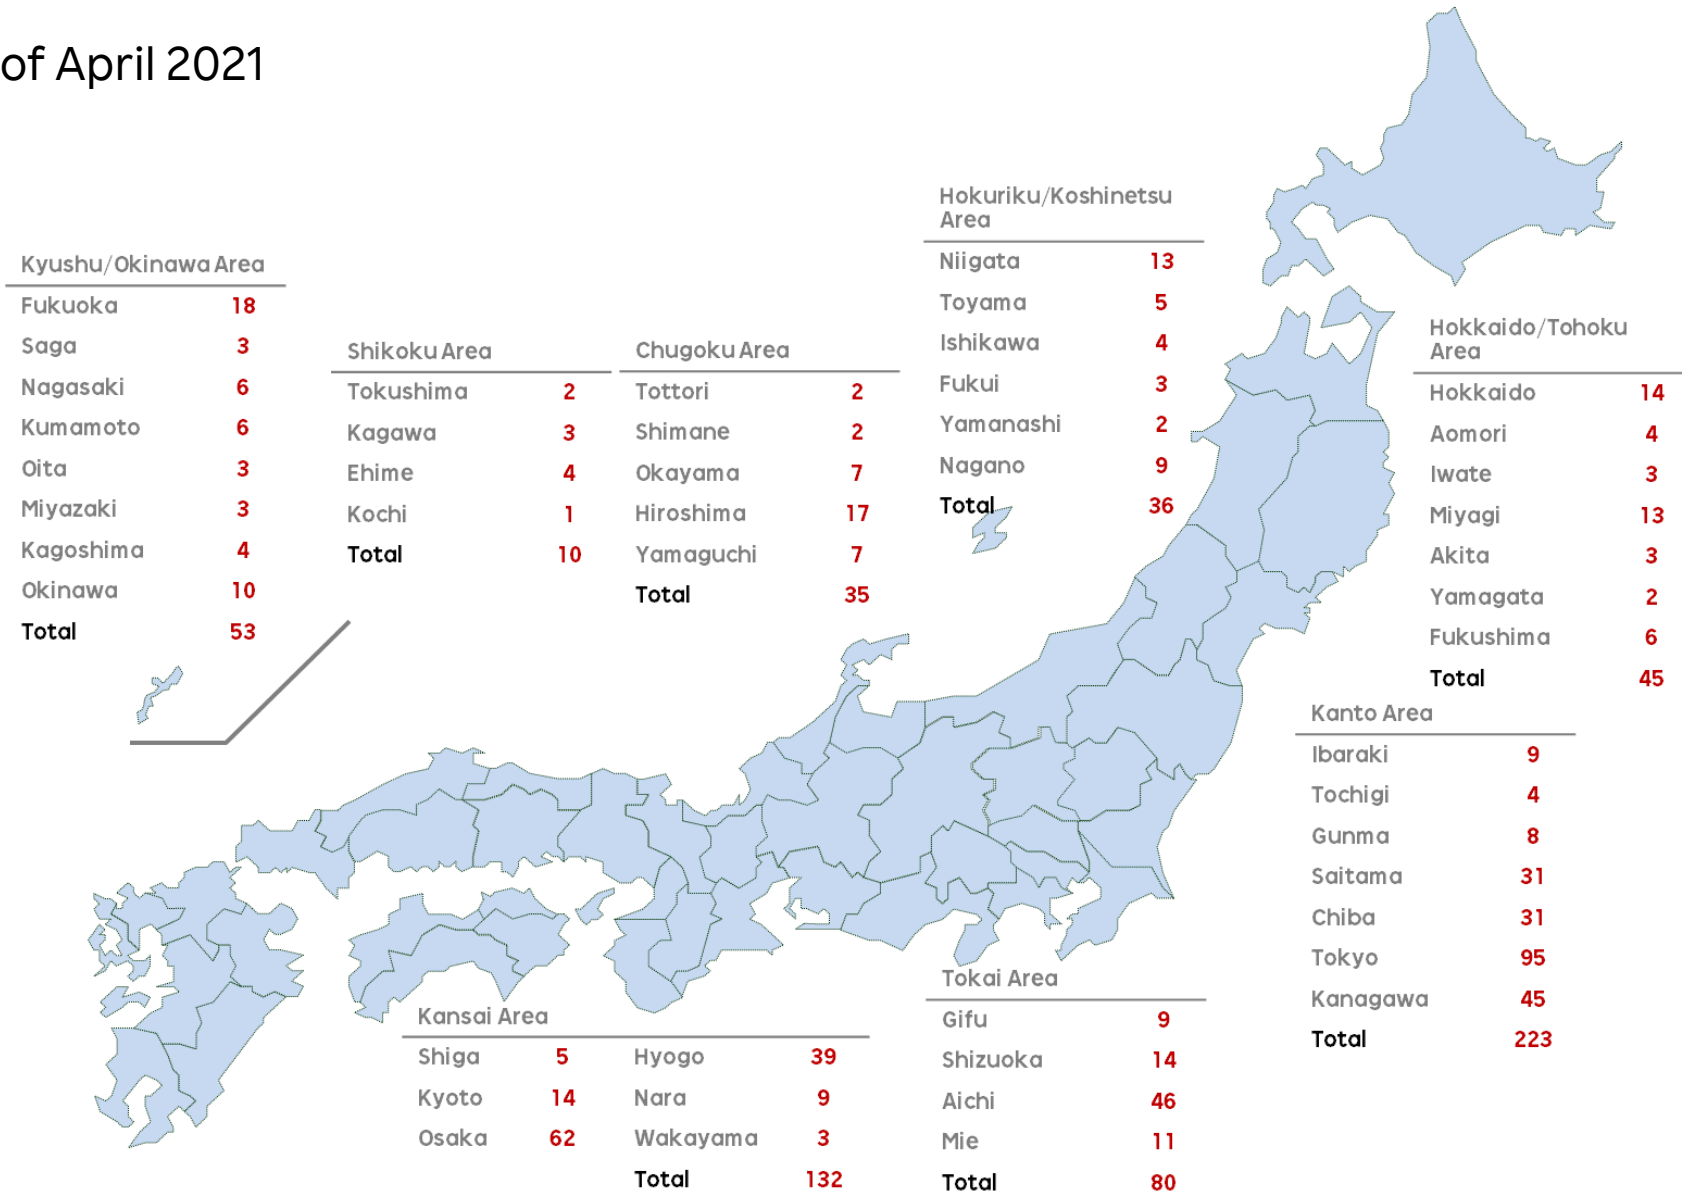 of April 2021
Hokuriku/Koshinetsu
Area
Niigata 13
Toyama 5
Ishikawa 4
Fukui 3
Yamanashi 2
Nagano 9
Total 36
Kyushu/Okinawa Area
Fukuoka 18
Saga 3
Nagasaki 6
Kumamoto 6
Oita 3
Miyazaki 3
Kagoshima 4
Okinawa 10
Total 53
Shikoku Area
Tokushima 2
Kagawa 3
Ehime 4
Kochi 1
Total 10
Chugoku Area
Tottori 2
Shimane 2
Okayama 7
Hiroshima 17
Yamaguchi 7
Total 35
Hokkaido/Tohoku
Area
Hokkaido 14
Aomori 4
Iwate 3
Miyagi 13
Akita 3
Yamagata 2
Fukushima 6
Total 45
Kanto Area
Ibaraki 9
Tochigi 4
Gunma 8
Saitama 31
Chiba 31
Tokyo 95
Kanagawa 45
Total 223
Kansai Area
Shiga 5 Hyogo 39
Kyoto 14 Nara 9
Osaka 62 Wakayama 3
Total 132
Tokai Area
Gifu 9
Shizuoka 14
Aichi 46
Mie 11
Total 80